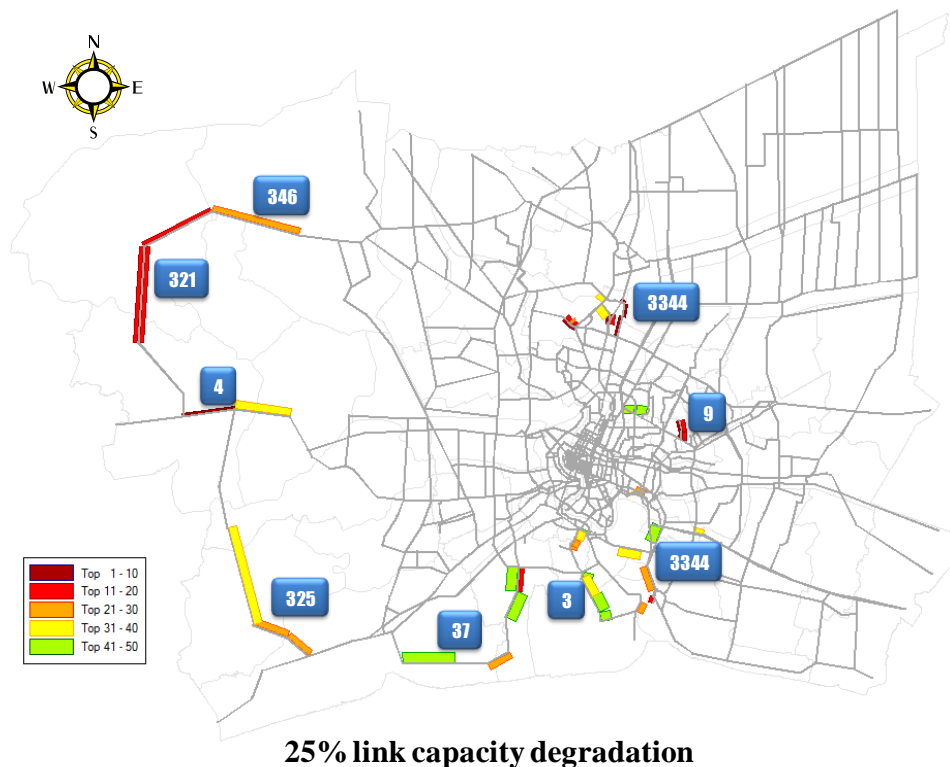 N
W E
S
346
321
3344
4
9
3344
325
3
37
Top 1 - 10
Top 11 - 20
Top 21 - 30
Top 31 - 40
Top 41 - 50
25% link capacity degradation